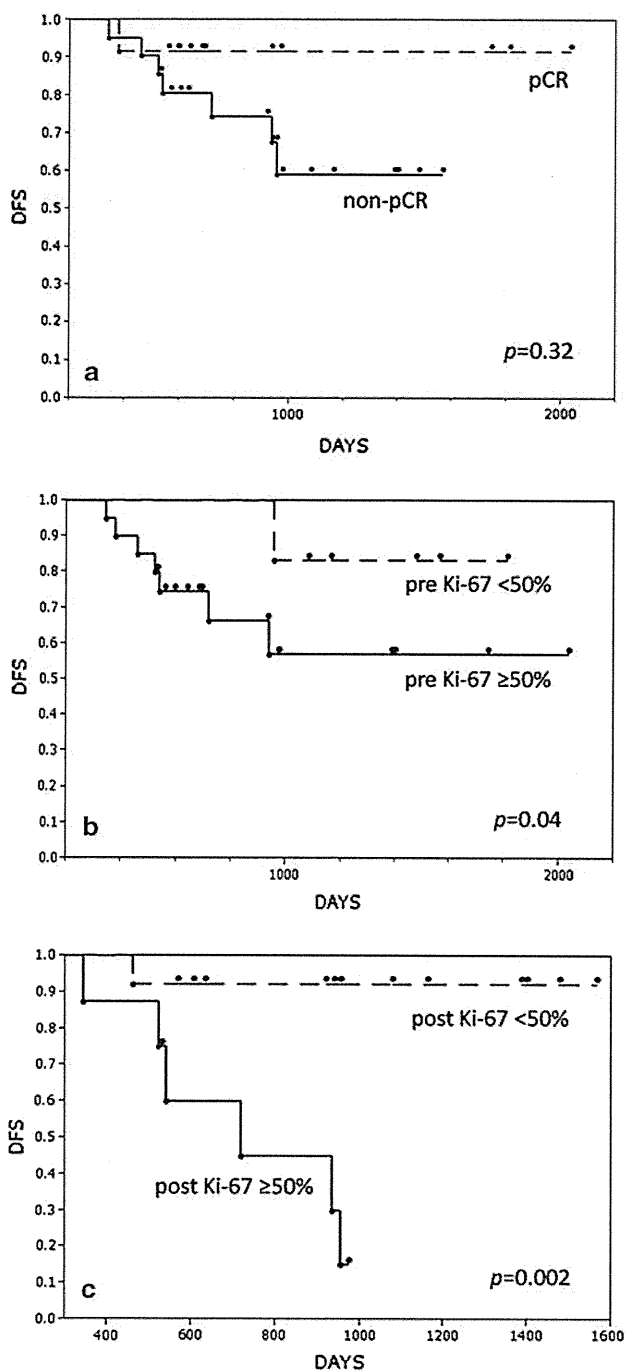 1.0
0.9
0.8
0.7
0.6
0.5
0.4
0.3
0.2
0.1
0.0
DFS
pCR
non-pCR
p=0.32
a
1000
2000
DAYS
1.0
0.9
0.8
0.7
0.6
0.5
0.4
0.3
0.2
0.1
0.0
DFS
pre Ki-67 <50%
pre Ki-67 ≥50%
p=0.04
b
1000
2000
DAYS
1.0
0.9
0.8
0.7
0.6
0.5
0.4
0.3
0.2
0.1
0.0
DFS
post Ki-67 <50%
post Ki-67 ≥50%
p=0.002
c
400
600
800
1000
1200
1400
1600
DAYS